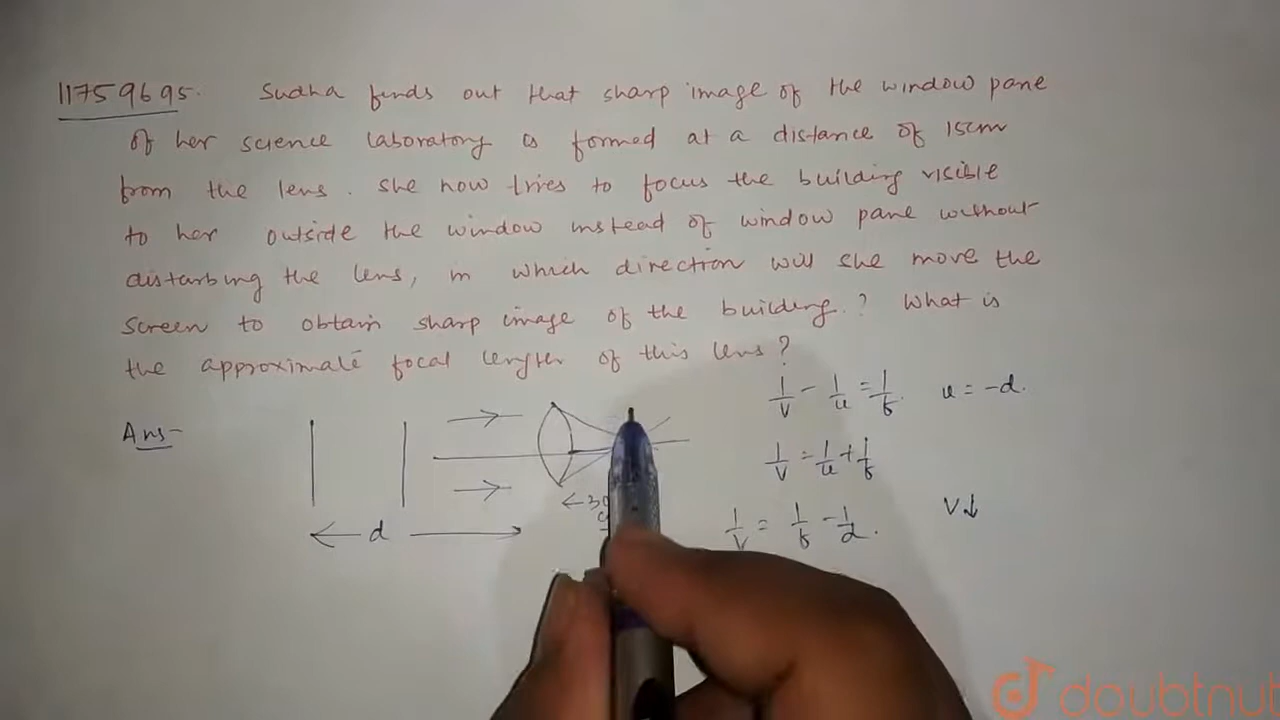 11759695. Sudha finds out that sharp image of the window pane
of her science laboratory is formed at a distance of 15cm
from the lens. she now tries to focus the building visible
to her outside the window instead of window pane without
disturbing the lens, in which direction will she move the
screen to obtain sharp image of the building.? What is
the approximate focal length of this lens?
1/v - 1/u = 1/f. u = -d.
Ans-
1/v = 1/u + 1/f
← 30
← d →
1/v = 1/f - 1/d. v↓
doubtnut